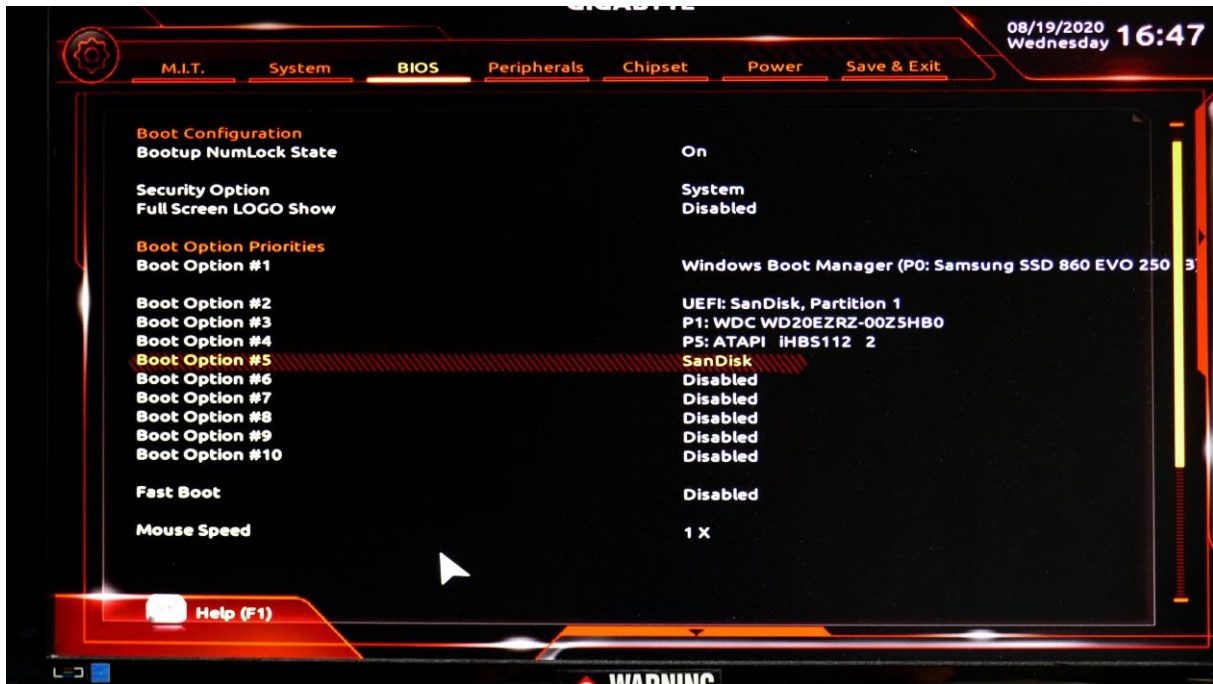 GIGABYTE
08/19/2020
Wednesday 16:47
M.I.T. System BIOS Peripherals Chipset Power Save & Exit
Boot Configuration
Bootup NumLock State On
Security Option System
Full Screen LOGO Show Disabled
Boot Option Priorities
Boot Option #1 Windows Boot Manager (P0: Samsung SSD 860 EVO 250 3)
Boot Option #2 UEFI: SanDisk, Partition 1
Boot Option #3 P1: WDC WD20EZRZ-00Z5HB0
Boot Option #4 P5: ATAPI iHBS112 2
Boot Option #5 SanDisk
Boot Option #6 Disabled
Boot Option #7 Disabled
Boot Option #8 Disabled
Boot Option #9 Disabled
Boot Option #10 Disabled
Fast Boot Disabled
Mouse Speed 1 X
Help (F1)
LED
WARNING